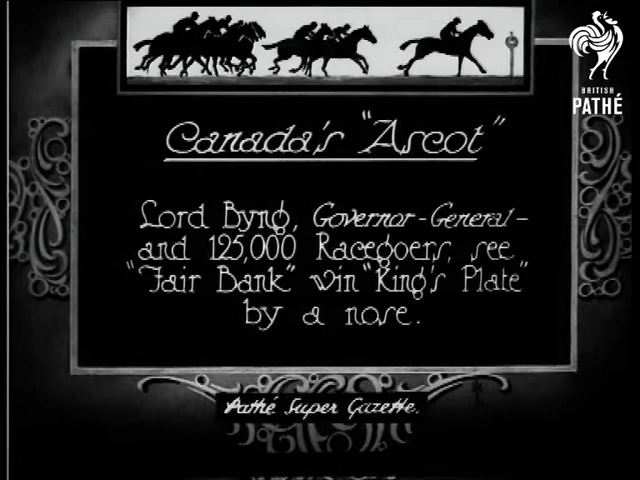 BRITISH
PATHÉ
Canada's "Ascot"
Lord Byng, Governor-General-
and 125,000 Racegoers, see
"Fair Bank" win "King's Plate"
by a nose.
Pathé Super Gazette.